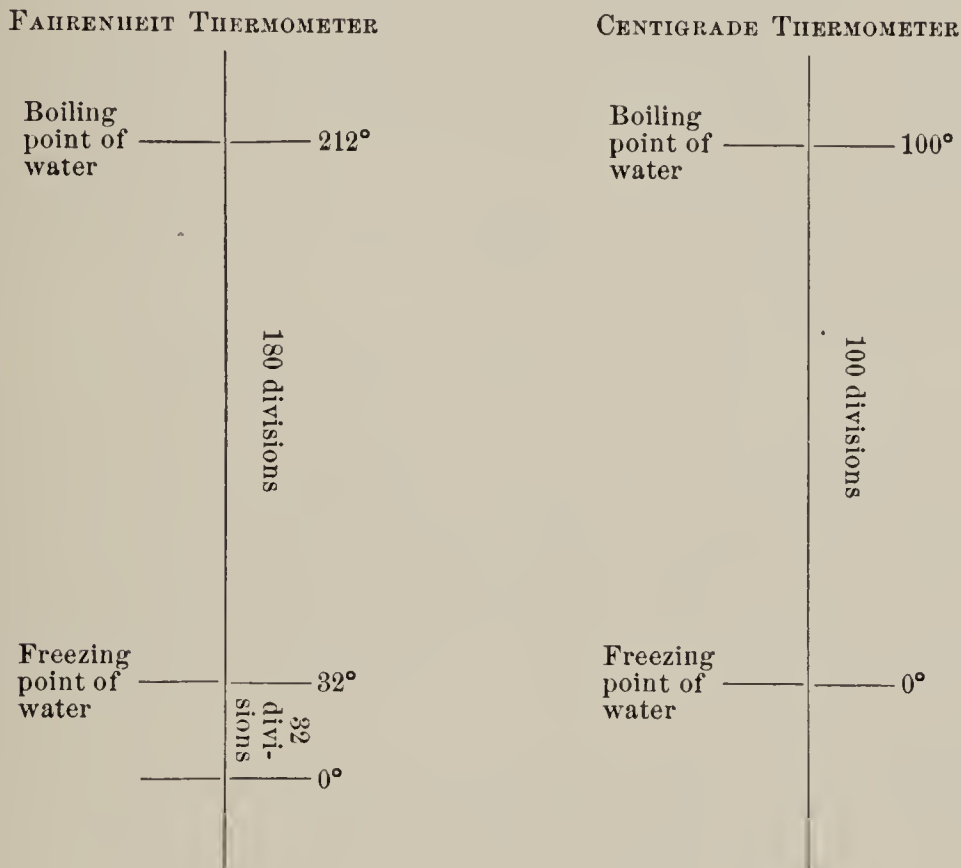 FAHRENHEIT THERMOMETER
Boiling
point of
water
212°
180 divisions
Freezing
point of
water
32°
32
divi-
sions
0°
CENTIGRADE THERMOMETER
Boiling
point of
water
100°
100 divisions
Freezing
point of
water
0°